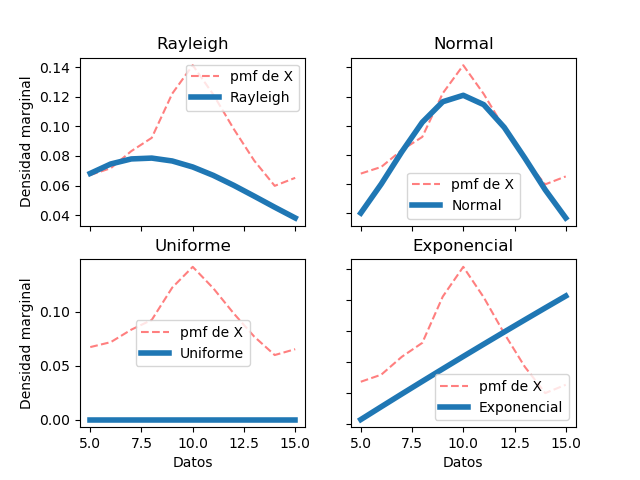 Rayleigh
Normal
Densidad marginal
0.14
0.12
0.10
0.08
0.06
0.04
pmf de X
Rayleigh
pmf de X
Normal
Uniforme
Exponencial
Densidad marginal
0.10
0.05
0.00
pmf de X
Uniforme
pmf de X
Exponencial
5.0 7.5 10.0 12.5 15.0
5.0 7.5 10.0 12.5 15.0
Datos
Datos